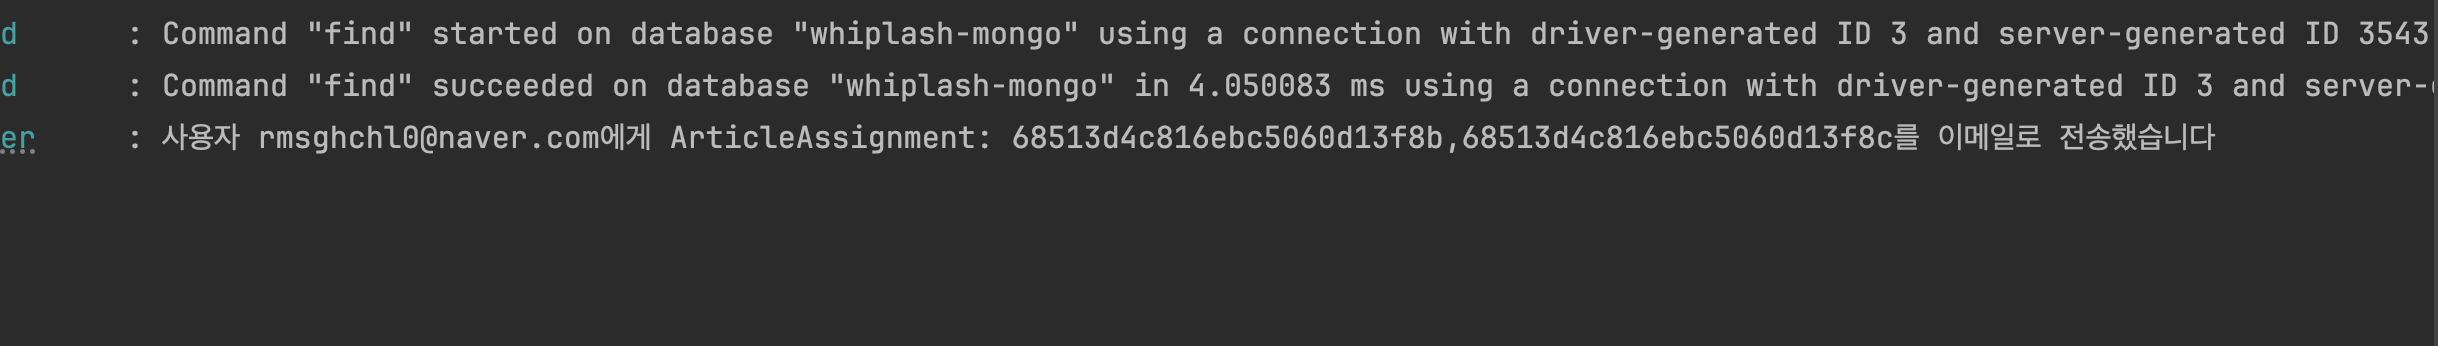 d : Command "find" started on database "whiplash-mongo" using a connection with driver-generated ID 3 and server-generated ID 3543
d : Command "find" succeeded on database "whiplash-mongo" in 4.050083 ms using a connection with driver-generated ID 3 and server-
er : 사용자 rmsghchl0@naver.com에게 ArticleAssignment: 68513d4c816ebc5060d13f8b,68513d4c816ebc5060d13f8c를 이메일로 전송했습니다